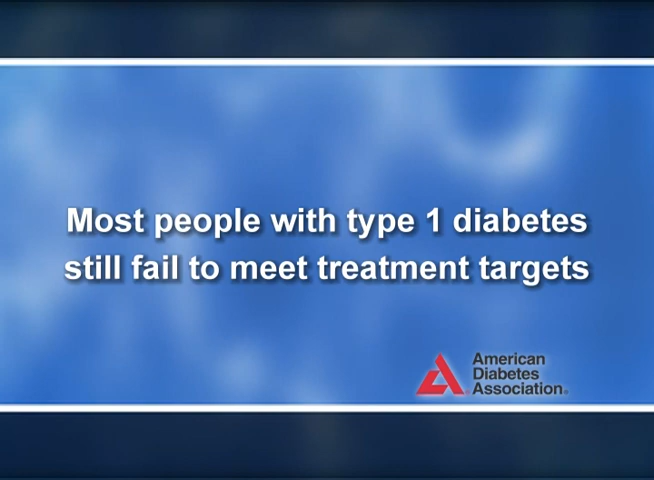 Most people with type 1 diabetes
still fail to meet treatment targets
American
Diabetes
Association®